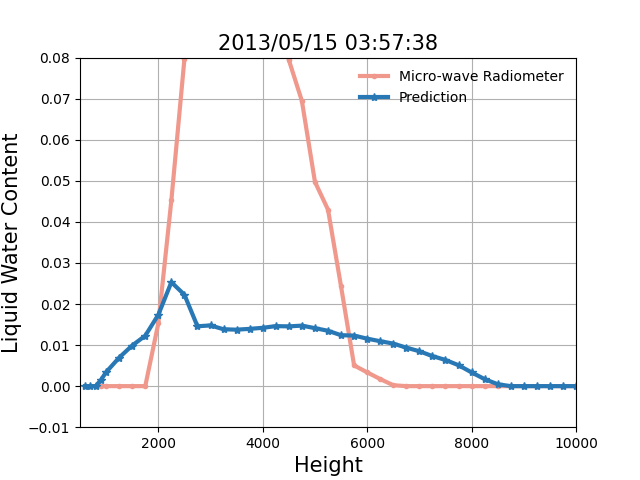 2013/05/15 03:57:38
Micro-wave Radiometer
Prediction
Liquid Water Content
0.08
0.07
0.06
0.05
0.04
0.03
0.02
0.01
0.00
−0.01
2000 4000 6000 8000 10000
Height